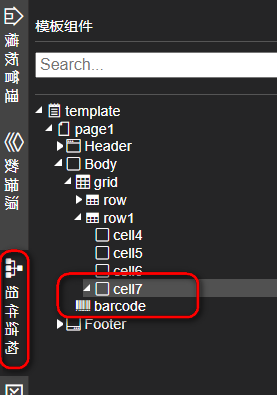 模板管理
数据源
组件结构
模板组件
Search...
template
page1
Header
Body
grid
row
row1
cell4
cell5
cell6
cell7
barcode
Footer